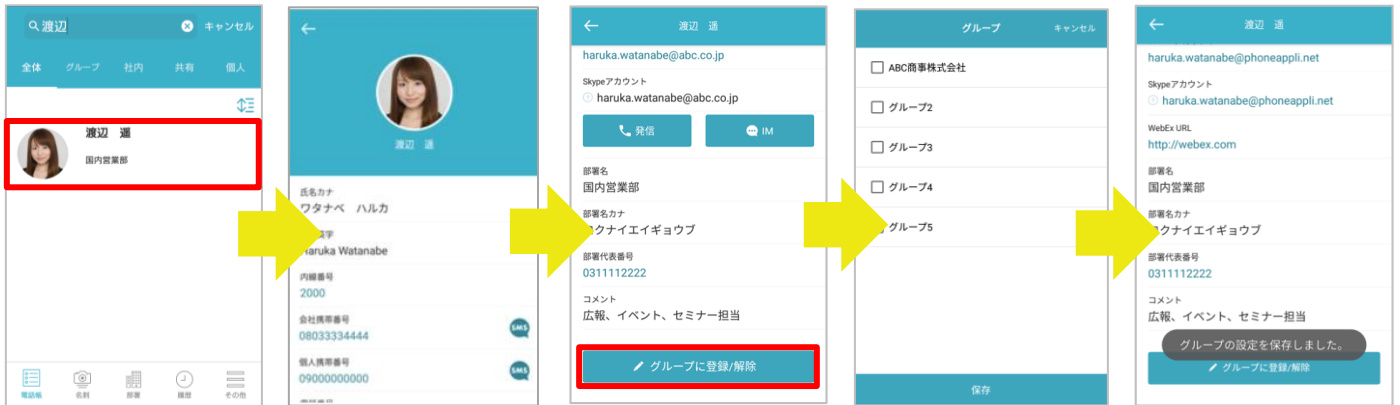 渡辺
キャンセル
全体
グループ
社内
共有
個人
渡辺　遥
国内営業部
電話帳
名刺
部署
履歴
その他
渡辺　遥
氏名カナ
ワタナベ　ハルカ
Haruka Watanabe
内線番号
2000
会社携帯番号
08033334444
SMS
個人携帯番号
09000000000
SMS
渡辺　遥
haruka.watanabe@abc.co.jp
Skypeアカウント
haruka.watanabe@abc.co.jp
発信
IM
部署名
国内営業部
部署名カナ
クナイエイギョウブ
部署代表番号
0311112222
コメント
広報、イベント、セミナー担当
グループに登録/解除
グループ
キャンセル
ABC商事株式会社
グループ2
グループ3
グループ4
グループ5
保存
渡辺　遥
haruka.watanabe@phoneappli.net
Skypeアカウント
haruka.watanabe@phoneappli.net
WebEx URL
http://webex.com
部署名
国内営業部
部署名カナ
クナイエイギョウブ
部署代表番号
0311112222
コメント
広報、イベント、セミナー担当
グループの設定を保存しました。
グループに登録/解除